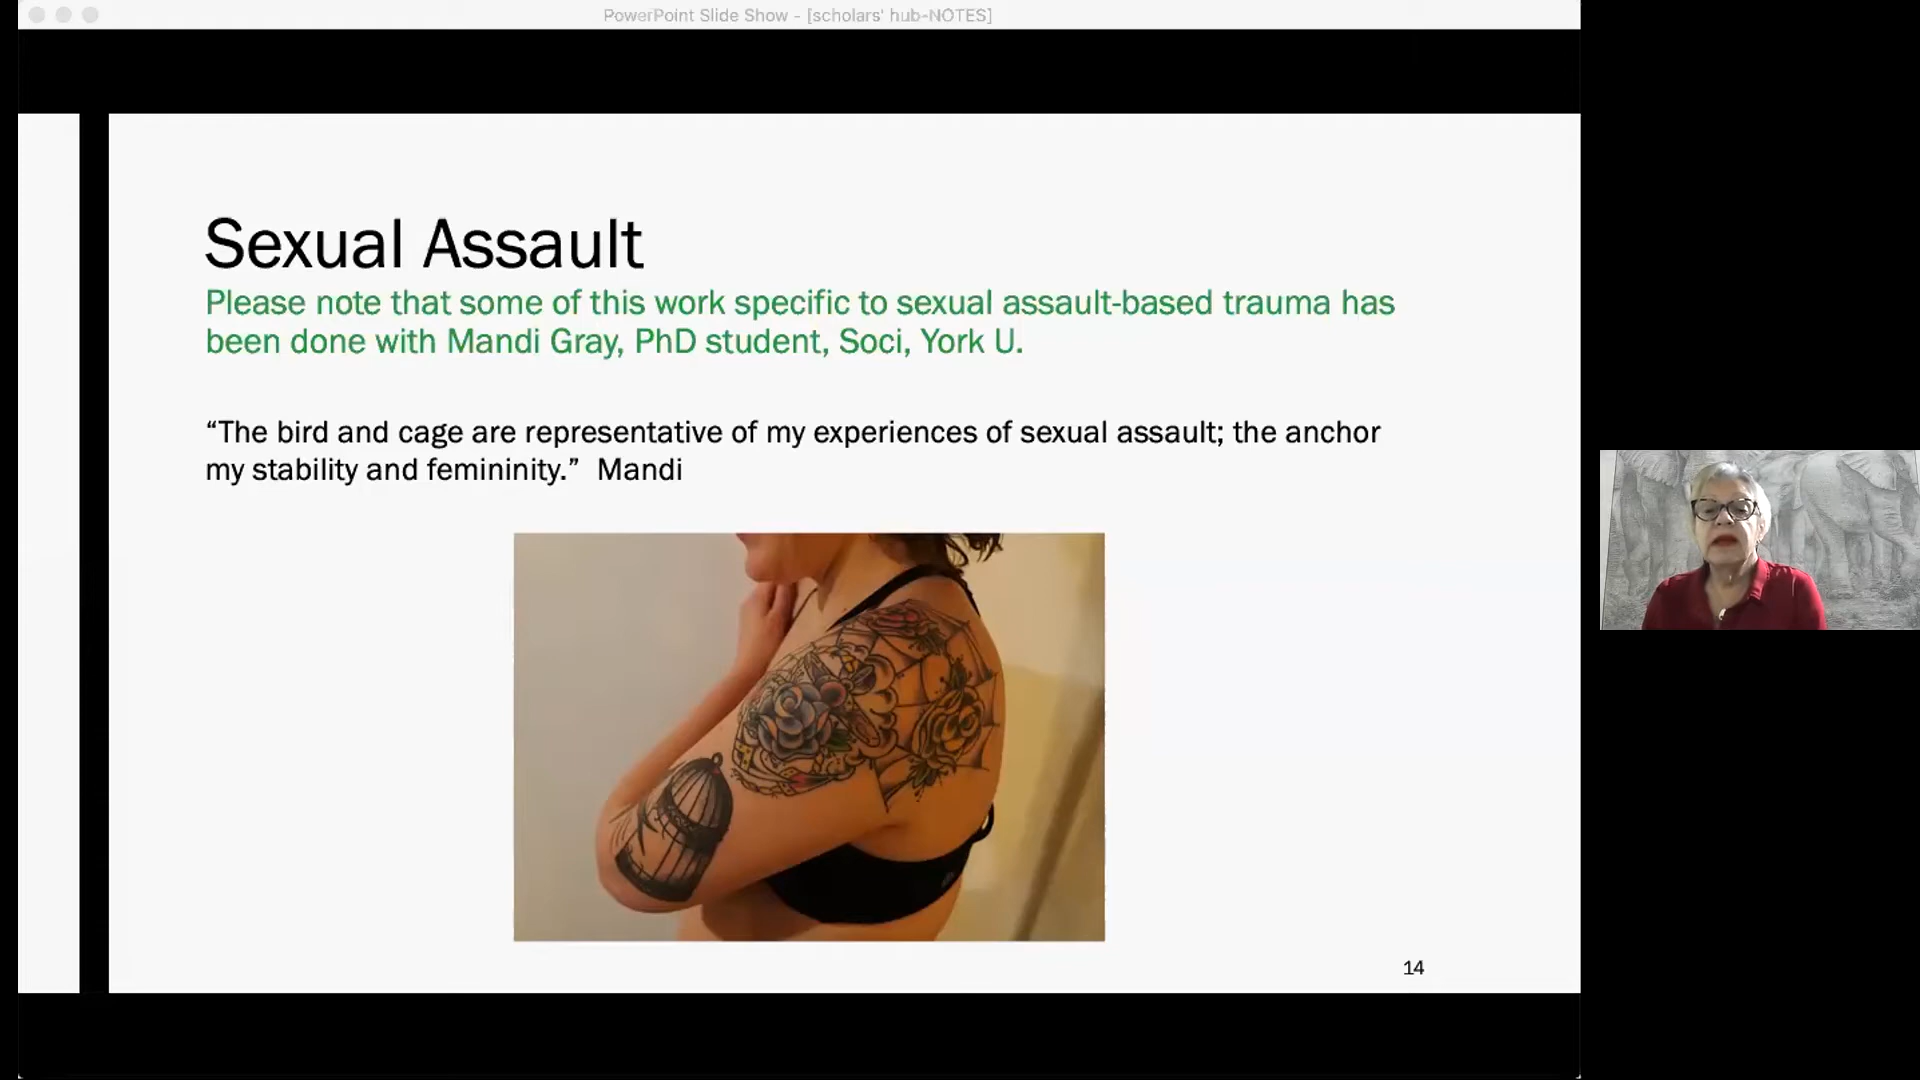 PowerPoint Slide Show - [scholars' hub-NOTES]
Sexual Assault
Please note that some of this work specific to sexual assault-based trauma has
been done with Mandi Gray, PhD student, Soci, York U.
“The bird and cage are representative of my experiences of sexual assault; the anchor
my stability and femininity.”  Mandi
14